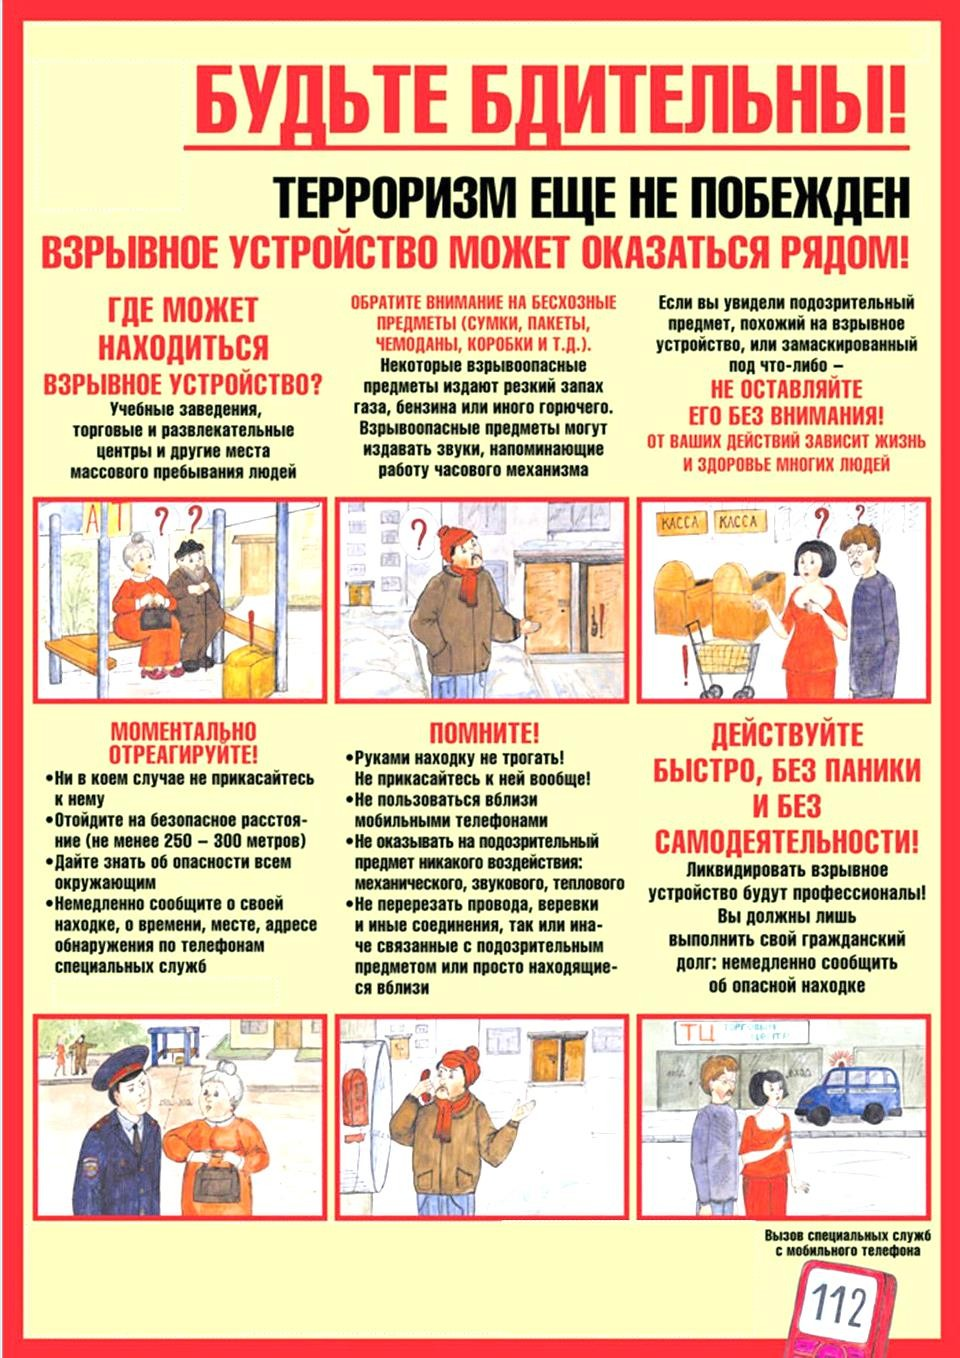 БУДЬТЕ БДИТЕЛЬНЫ!
ТЕРРОРИЗМ ЕЩЕ НЕ ПОБЕЖДЕН
ВЗРЫВНОЕ УСТРОЙСТВО МОЖЕТ ОКАЗАТЬСЯ РЯДОМ!
ГДЕ МОЖЕТ
НАХОДИТЬСЯ
ВЗРЫВНОЕ УСТРОЙСТВО?
Учебные заведения,
торговые и развлекательные
центры и другие места
массового пребывания людей
ОБРАТИТЕ ВНИМАНИЕ НА БЕСХОЗНЫЕ
ПРЕДМЕТЫ (СУМКИ, ПАКЕТЫ,
ЧЕМОДАНЫ, КОРОБКИ И Т.Д.).
Некоторые взрывоопасные
предметы издают резкий запах
газа, бензина или иного горючего.
Взрывоопасные предметы могут
издавать звуки, напоминающие
работу часового механизма
Если вы увидели подозрительный
предмет, похожий на взрывное
устройство, или замаскированный
под что-либо –
НЕ ОСТАВЛЯЙТЕ
ЕГО БЕЗ ВНИМАНИЯ!
ОТ ВАШИХ ДЕЙСТВИЙ ЗАВИСИТ ЖИЗНЬ
И ЗДОРОВЬЕ МНОГИХ ЛЮДЕЙ
А Т ? ?
!
?
!
КАССА КАССА ? ?
!
МОМЕНТАЛЬНО
ОТРЕАГИРУЙТЕ!
•Ни в коем случае не прикасайтесь
к нему
•Отойдите на безопасное расстоя-
ние (не менее 250 – 300 метров)
•Дайте знать об опасности всем
окружающим
•Немедленно сообщите о своей
находке, о времени, месте, адресе
обнаружения по телефонам
специальных служб
ПОМНИТЕ!
•Руками находку не трогать!
Не прикасайтесь к ней вообще!
•Не пользоваться вблизи
мобильными телефонами
•Не оказывать на подозрительный
предмет никакого воздействия:
механического, звукового, теплового
•Не перерезать провода, веревки
и иные соединения, так или ина-
че связанные с подозрительным
предметом или просто находящие-
ся вблизи
ДЕЙСТВУЙТЕ
БЫСТРО, БЕЗ ПАНИКИ
И БЕЗ
САМОДЕЯТЕЛЬНОСТИ!
Ликвидировать взрывное
устройство будут профессионалы!
Вы должны лишь
выполнить свой гражданский
долг: немедленно сообщить
об опасной находке
ТЦ ТОРГОВЫЙ
ЦЕНТР
ВХОД
Вызов специальных служб
с мобильного телефона
112